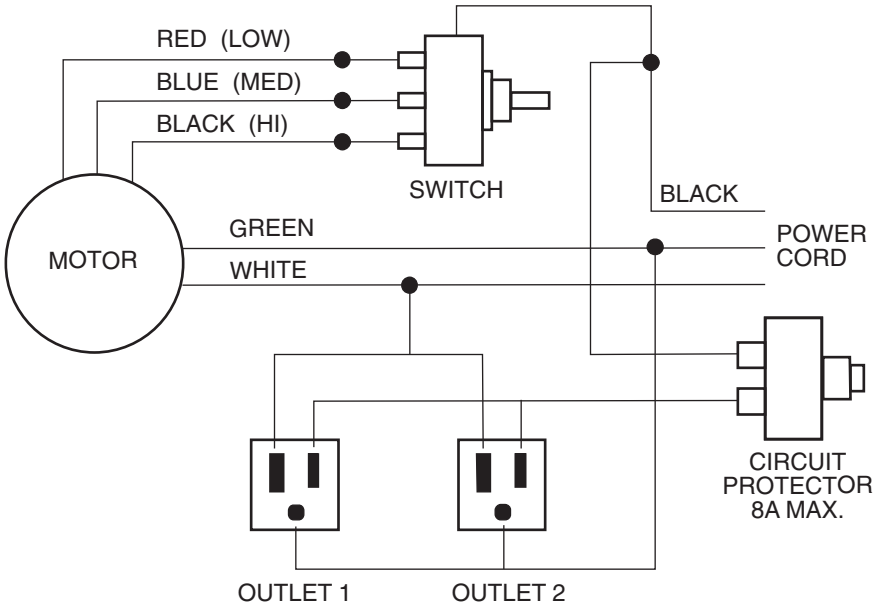 RED (LOW)
BLUE (MED)
BLACK (HI)
SWITCH
BLACK
GREEN
POWER
CORD
MOTOR
WHITE
CIRCUIT
PROTECTOR
8A MAX.
OUTLET 1
OUTLET 2